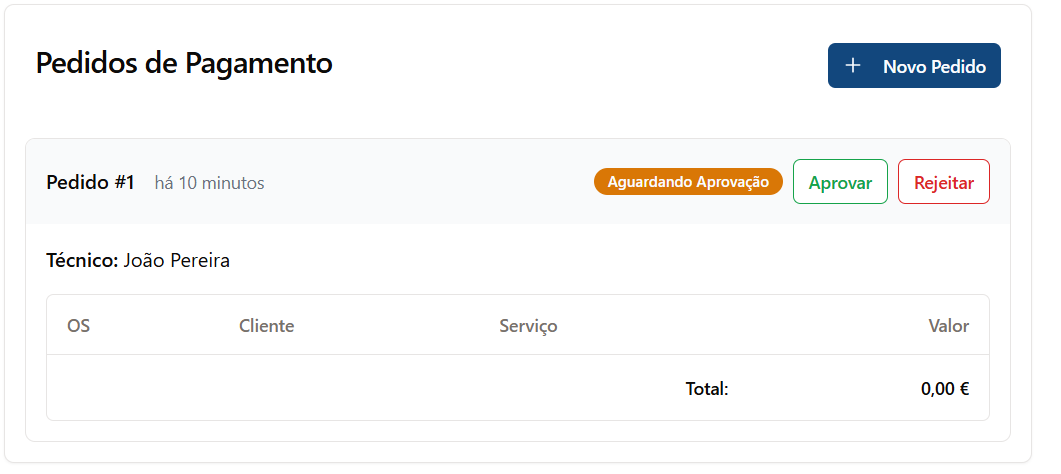 Pedidos de Pagamento
Novo Pedido
Pedido #1 há 10 minutos Aguardando Aprovação Aprovar Rejeitar
Técnico: João Pereira
OS Cliente Serviço Valor
Total: 0,00 €